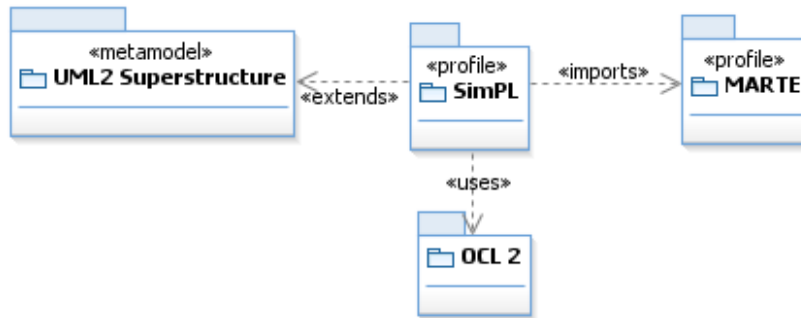 «metamodel»
UML2 Superstructure
«extends»
«profile»
SimPL
«imports»
«profile»
MARTE
«uses»
OCL 2